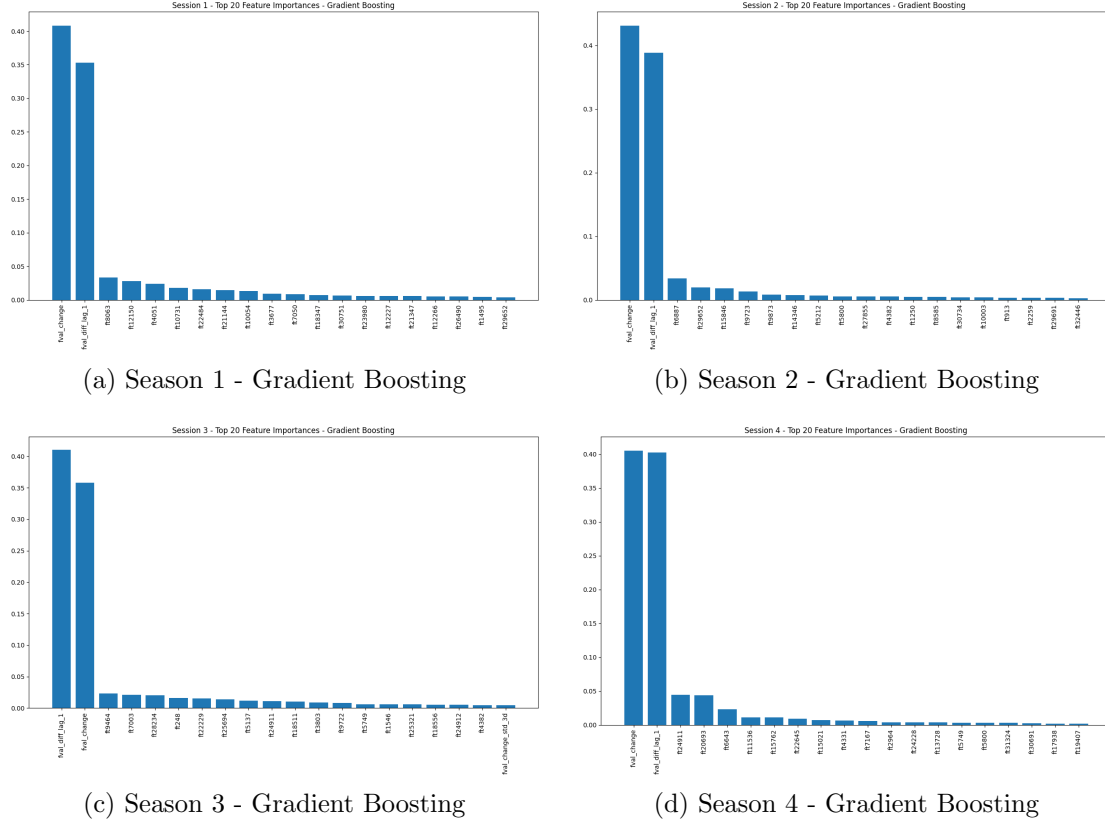 Session 1 - Top 20 Feature Importances - Gradient Boosting
0.40
0.35
0.30
0.25
0.20
0.15
0.10
0.05
0.00
fval_change
fval_diff_lag_1
ft8063
ft12150
ft4051
ft10731
ft22484
ft21144
ft10054
ft3677
ft7050
ft18347
ft30751
ft23980
ft12227
ft21347
ft12266
ft26490
ft1495
ft29652
(a) Season 1 - Gradient Boosting
Session 2 - Top 20 Feature Importances - Gradient Boosting
0.4
0.3
0.2
0.1
0.0
fval_change
fval_diff_lag_1
ft6887
ft29652
ft15846
ft9723
ft9873
ft14346
ft5212
ft5800
ft27855
ft4382
ft1250
ft8585
ft30734
ft10003
ft913
ft2259
ft29691
ft32446
(b) Season 2 - Gradient Boosting
Session 3 - Top 20 Feature Importances - Gradient Boosting
0.40
0.35
0.30
0.25
0.20
0.15
0.10
0.05
0.00
fval_diff_lag_1
fval_change
ft9464
ft7003
ft28234
ft248
ft22229
ft25694
ft5137
ft24911
ft18511
ft3803
ft9722
ft5749
ft1546
ft25321
ft18556
ft24912
ft4382
fval_change_std_3d
(c) Season 3 - Gradient Boosting
Session 4 - Top 20 Feature Importances - Gradient Boosting
0.40
0.35
0.30
0.25
0.20
0.15
0.10
0.05
0.00
fval_change
fval_diff_lag_1
ft24911
ft20693
ft6643
ft11536
ft15762
ft22645
ft15021
ft4331
ft7167
ft2964
ft24228
ft13728
ft5749
ft5800
ft31324
ft30691
ft17938
ft19407
(d) Season 4 - Gradient Boosting